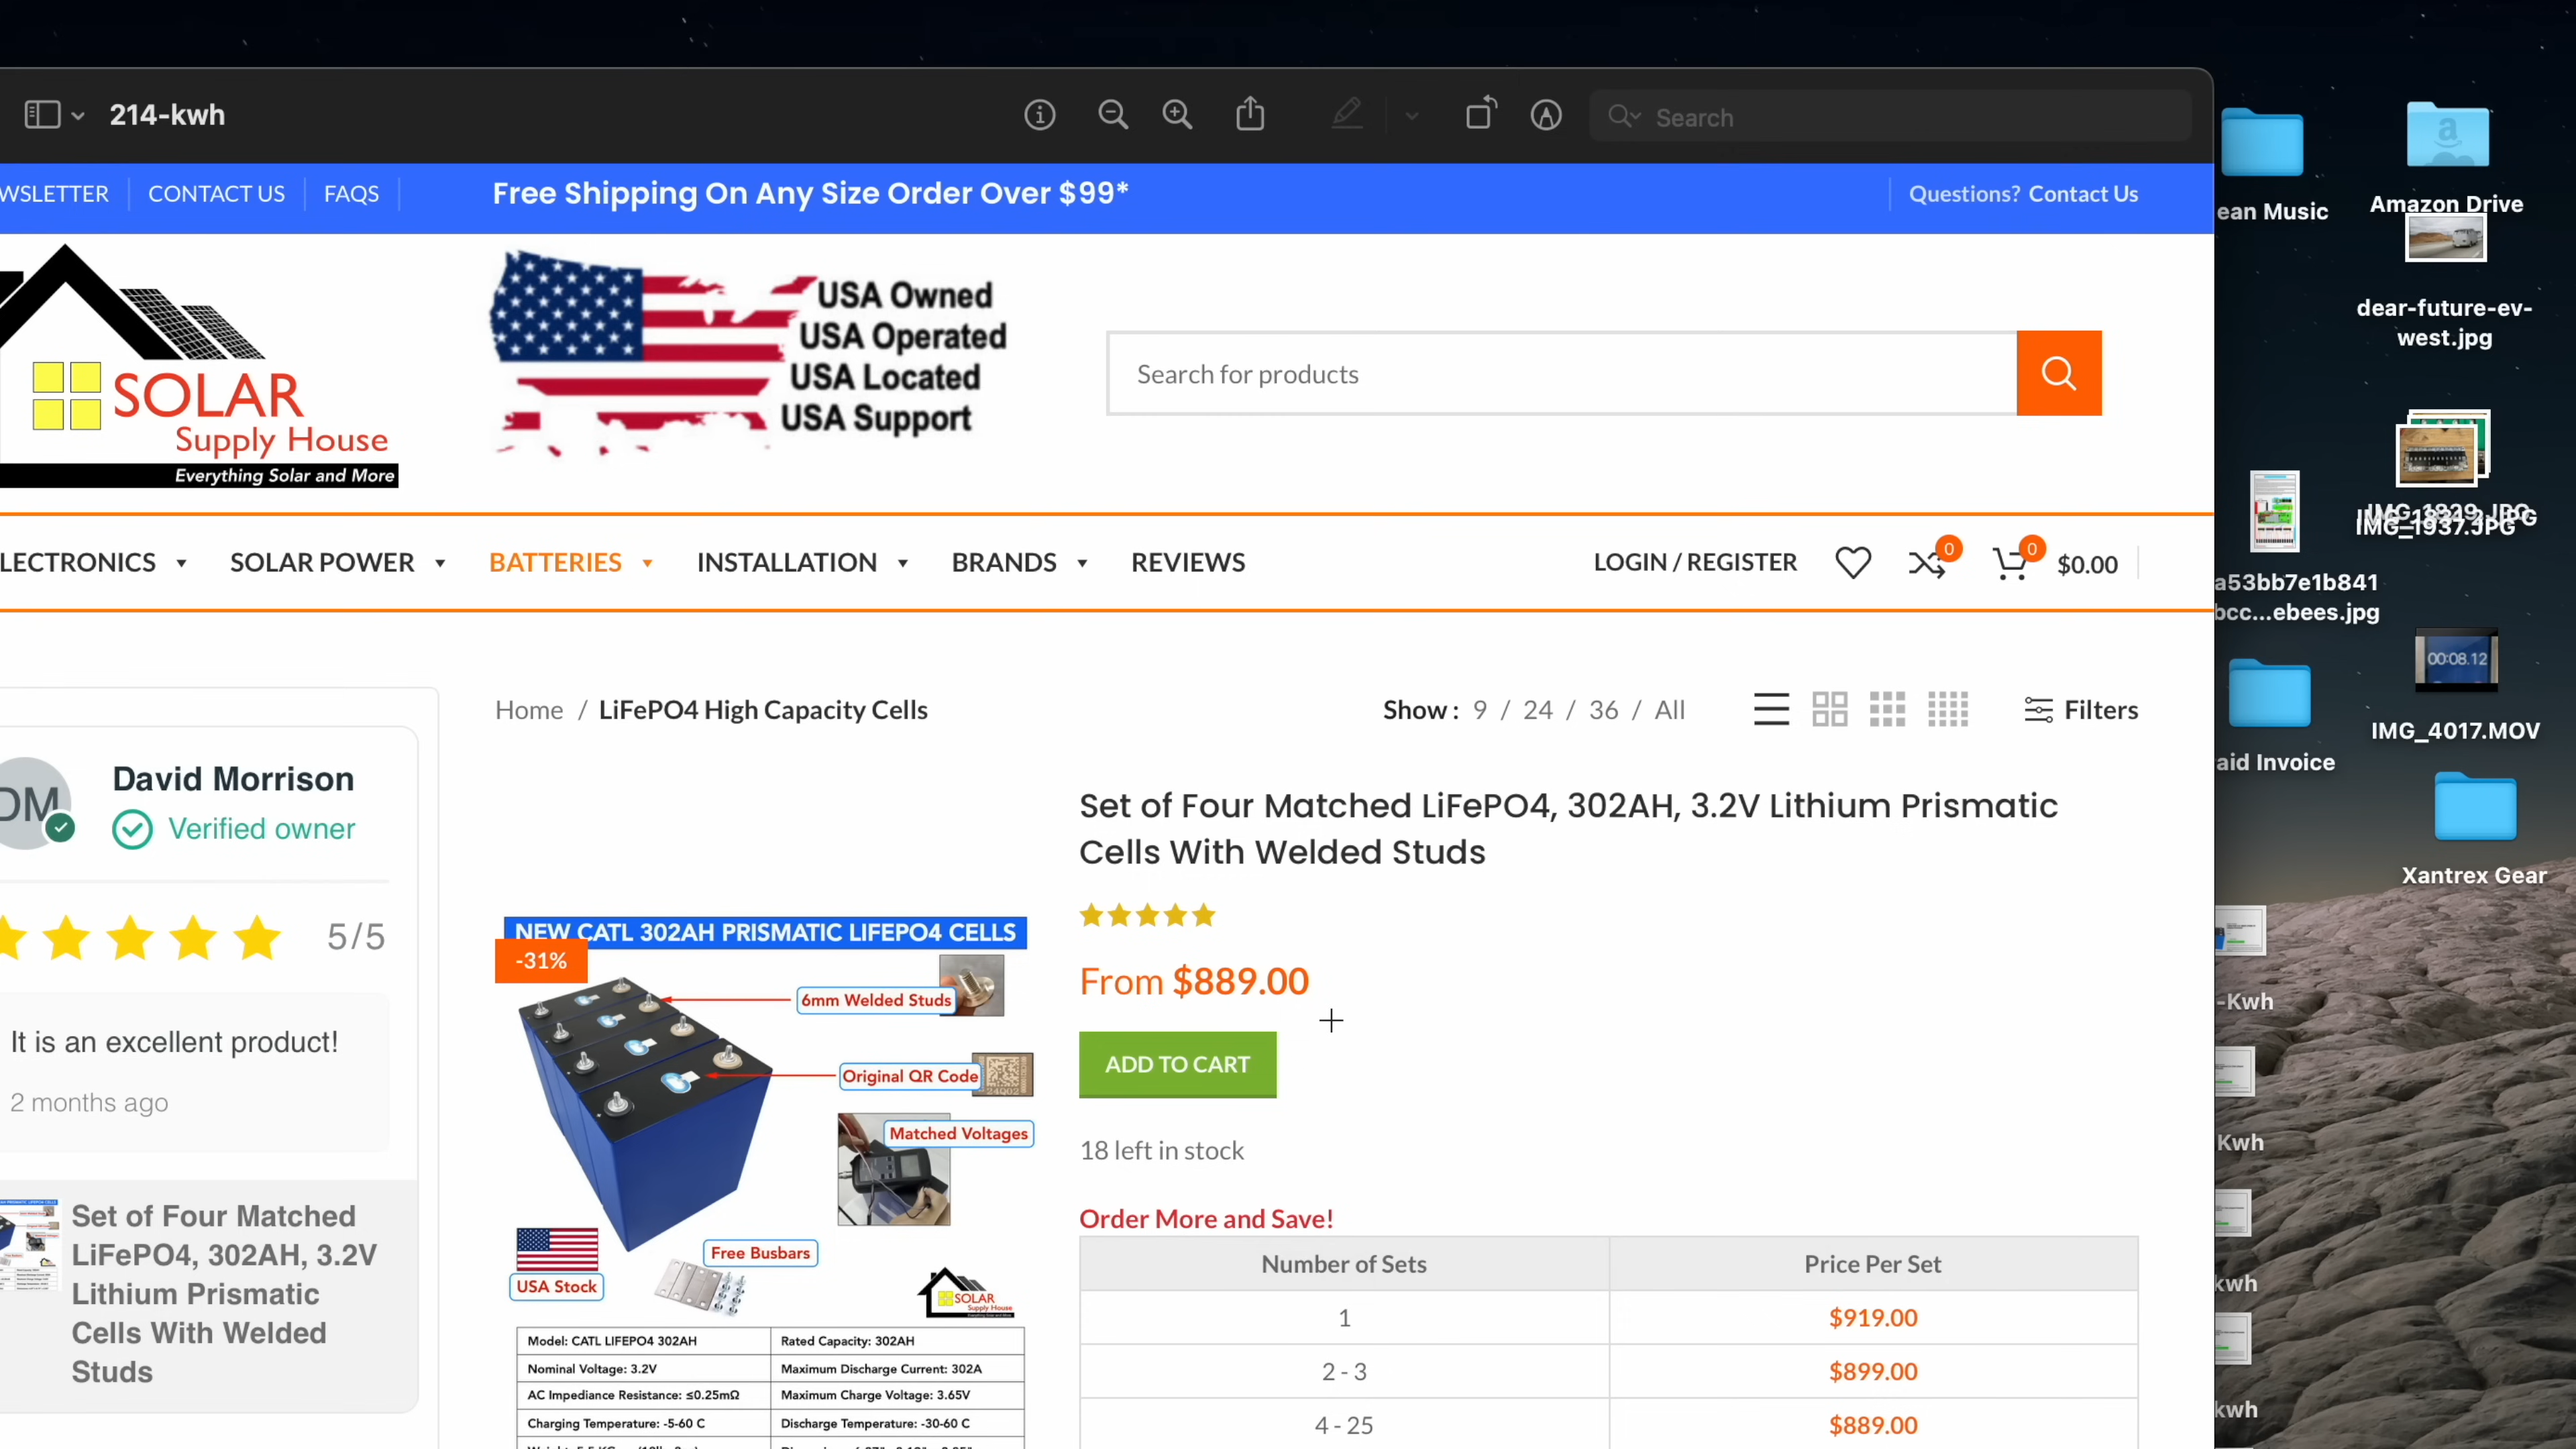 214-kwh
Search
WSLETTER
CONTACT US
FAQS
Free Shipping On Any Size Order Over $99*
Questions? Contact Us
SOLAR
Supply House
Everything Solar and More
USA Owned
USA Operated
USA Located
USA Support
Search for products
LECTRONICS
SOLAR POWER
BATTERIES
INSTALLATION
BRANDS
REVIEWS
LOGIN / REGISTER
0
0
$0.00
Home / LiFePO4 High Capacity Cells
Show : 9 / 24 / 36 / All
Filters
DM
David Morrison
Verified owner
5/5
It is an excellent product!
2 months ago
Set of Four Matched
LiFePO4, 302AH, 3.2V
Lithium Prismatic
Cells With Welded
Studs
NEW CATL 302AH PRISMATIC LIFEPO4 CELLS
-31%
6mm Welded Studs
Original QR Code
24Q02
Matched Voltages
Free Busbars
USA Stock
SOLAR
Supply House
Model: CATL LIFEPO4 302AH
Rated Capacity: 302AH
Nominal Voltage: 3.2V
Maximum Discharge Current: 302A
AC Impedance Resistance: ≤0.25mΩ
Maximum Charge Voltage: 3.65V
Charging Temperature: -5-60 C
Discharge Temperature: -30-60 C
Set of Four Matched LiFePO4, 302AH, 3.2V Lithium Prismatic
Cells With Welded Studs
From $889.00
ADD TO CART
18 left in stock
Order More and Save!
Number of Sets
Price Per Set
1
$919.00
2 - 3
$899.00
4 - 25
$889.00
ean Music
Amazon Drive
dear-future-ev-
west.jpg
IMG_1937.JPG
a53bb7e1b841
bcc...ebees.jpg
00:08.12
IMG_4017.MOV
aid Invoice
Xantrex Gear
-Kwh
Kwh
kwh
kwh